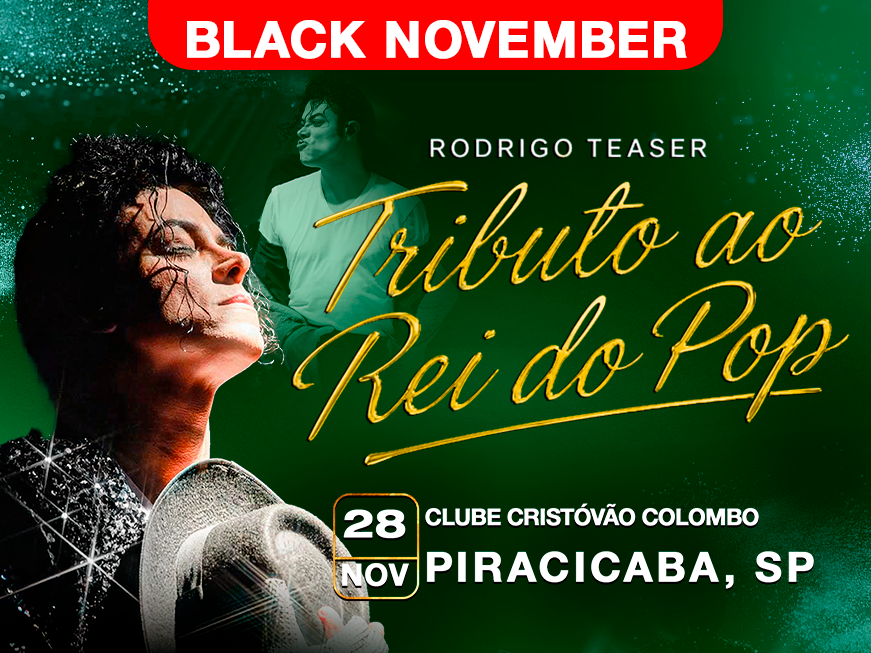 BLACK NOVEMBER
RODRIGO TEASER
Tributo ao
Rei do Pop
28
NOV
CLUBE CRISTÓVÃO COLOMBO
PIRACICABA, SP